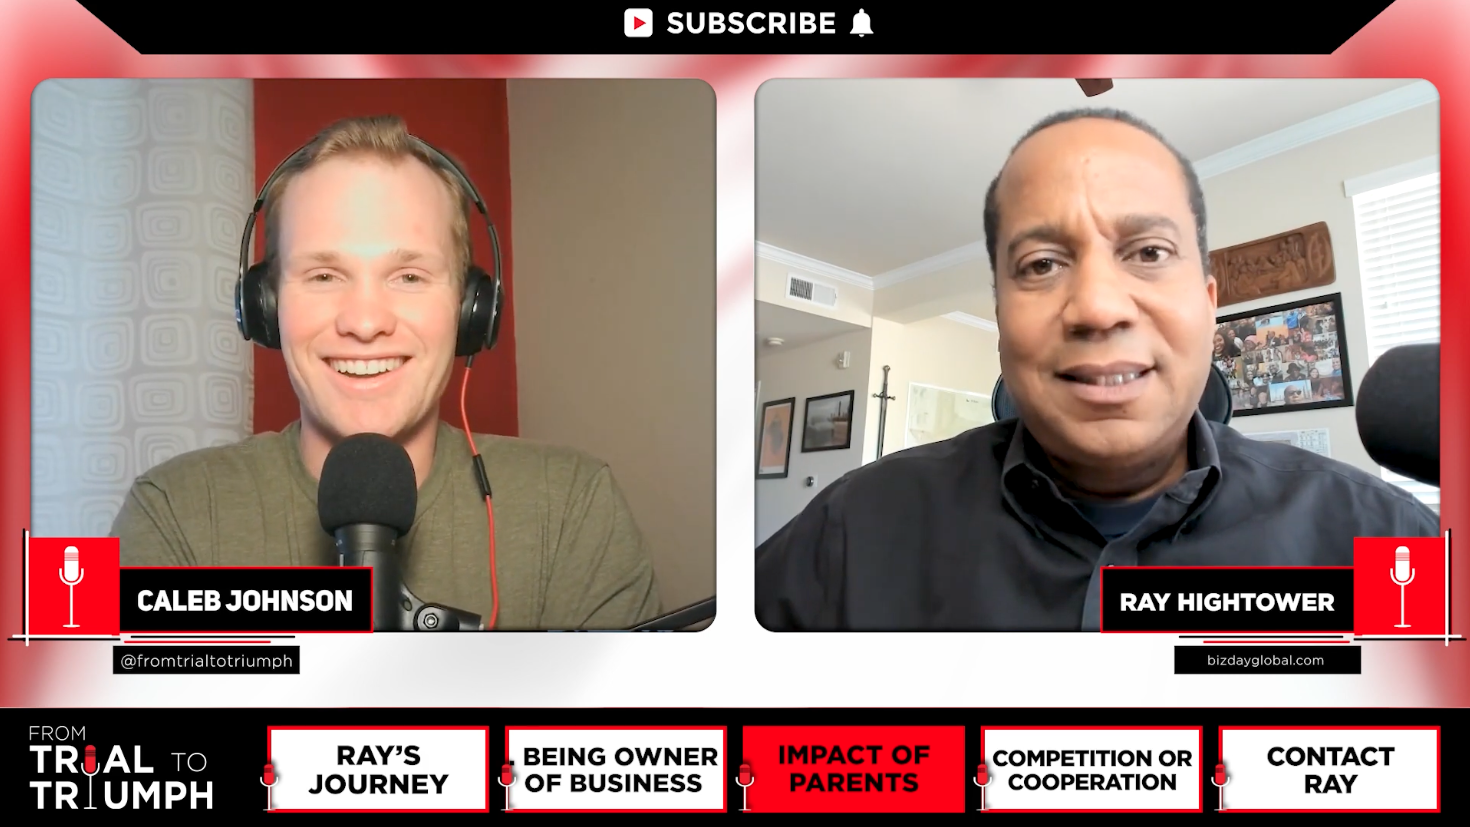 SUBSCRIBE
CALEB JOHNSON
@fromtrialtotriumph
RAY HIGHTOWER
bizdayglobal.com
FROM
TRIAL TO
TRIUMPH
RAY'S
JOURNEY
. BEING OWNER
OF BUSINESS
IMPACT OF
PARENTS
COMPETITION OR
COOPERATION
CONTACT
RAY